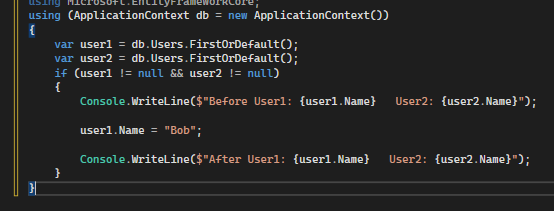 using Microsoft.EntityFrameworkCore;
using (ApplicationContext db = new ApplicationContext())
{
var user1 = db.Users.FirstOrDefault();
var user2 = db.Users.FirstOrDefault();
if (user1 != null && user2 != null)
{
Console.WriteLine($"Before User1: {user1.Name}   User2: {user2.Name}");
user1.Name = "Bob";
Console.WriteLine($"After User1: {user1.Name}   User2: {user2.Name}");
}
}